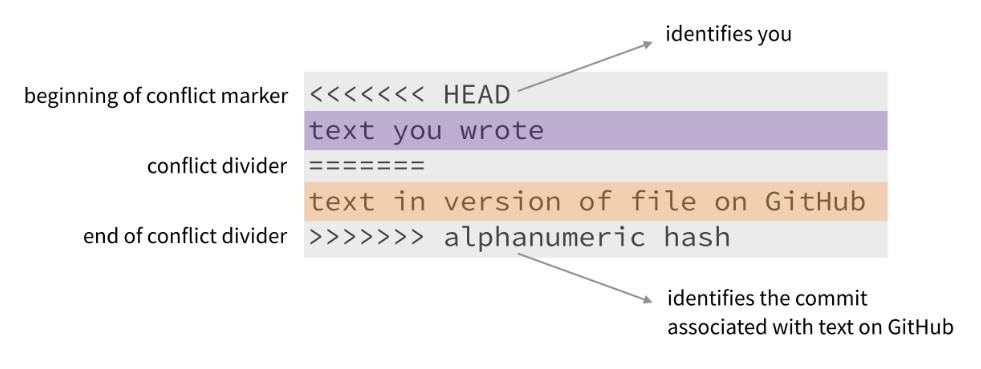 identifies you
beginning of conflict marker <<<<<<< HEAD
text you wrote
conflict divider =======
text in version of file on GitHub
end of conflict divider >>>>>>> alphanumeric hash
identifies the commit
associated with text on GitHub